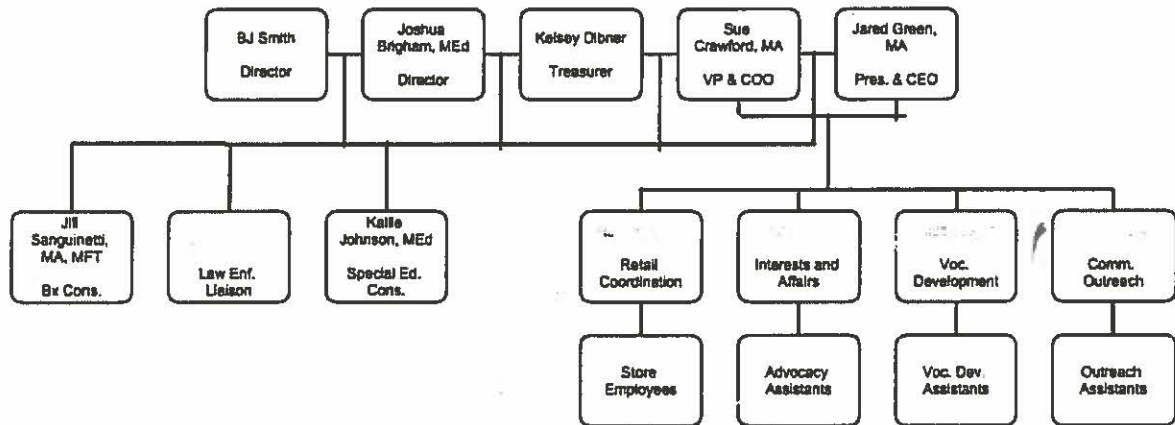 BJ Smith
Director
Joshua
Brigham, MEd
Director
Kelsey Dibner
Treasurer
Sue
Crawford, MA
VP & COO
Jared Green,
MA
Pres. & CEO
Jill
Sanguinetti,
MA, MFT
Bx Cons.
Law Enf.
Liaison
Kallie
Johnson, MEd
Special Ed.
Cons.
Retail
Coordination
Interests and
Affairs
Voc.
Development
Comm.
Outreach
Store
Employees
Advocacy
Assistants
Voc. Dev.
Assistants
Outreach
Assistants